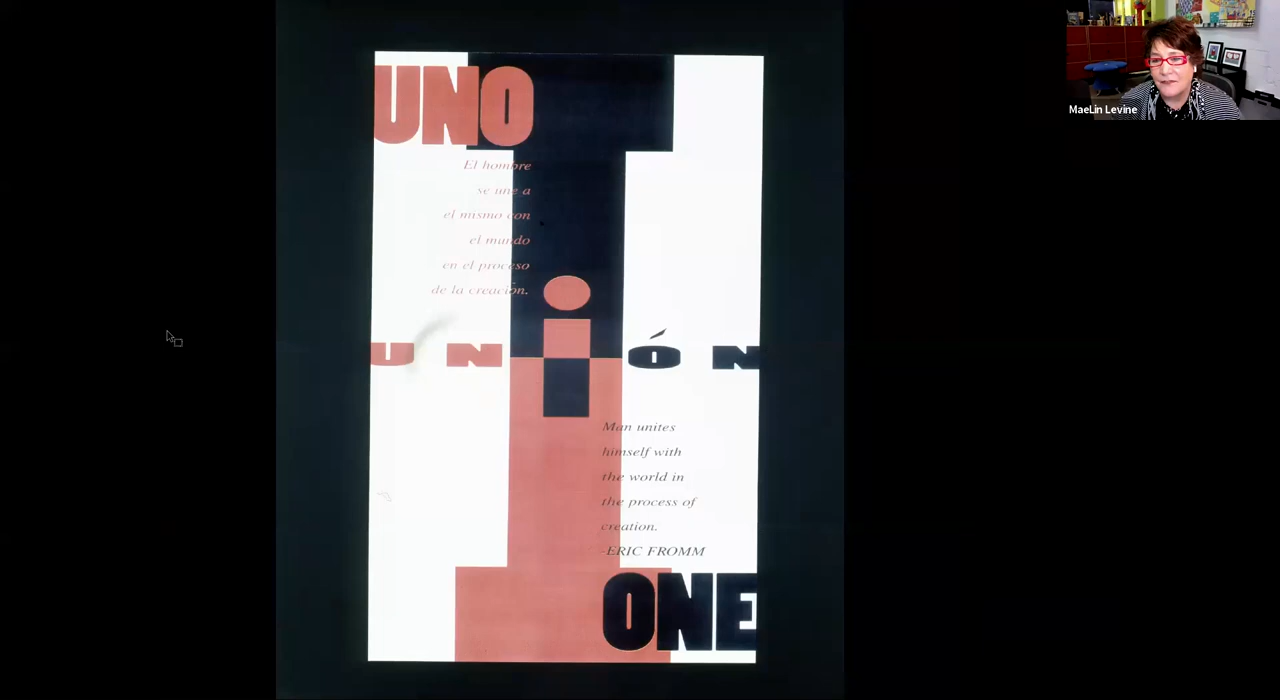 MaeLin Levine
UNO
El hombre
se une a
el mismo con
el mundo
en el proceso
de la creación.
U N i Ó N
Man unites
himself with
the world in
the process of
creation.
-ERIC FROMM
ONE